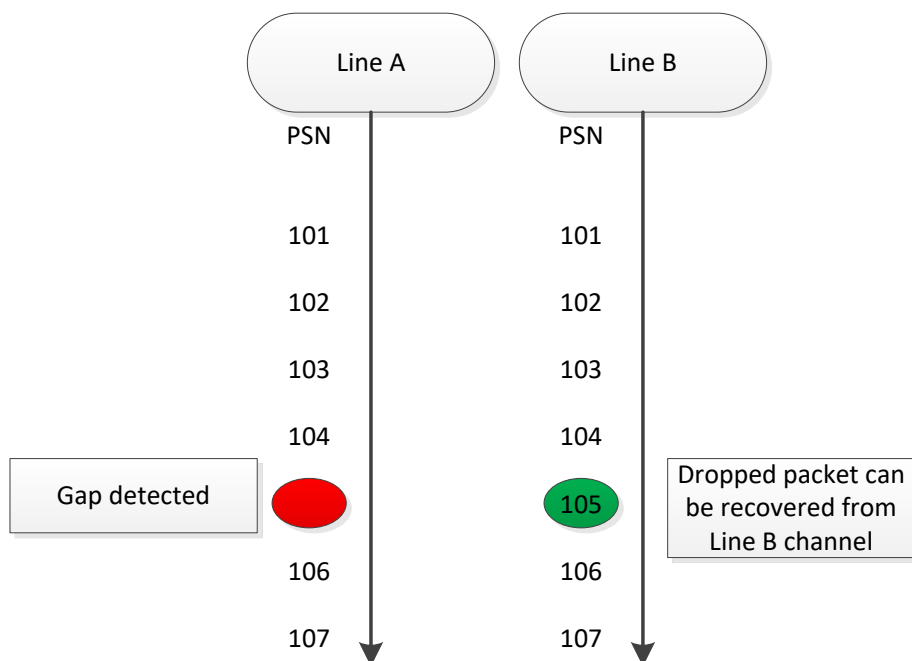 Line A
Line B
PSN
PSN
101
101
102
102
103
103
104
104
Gap detected
105
Dropped packet can
be recovered from
Line B channel
106
106
107
107